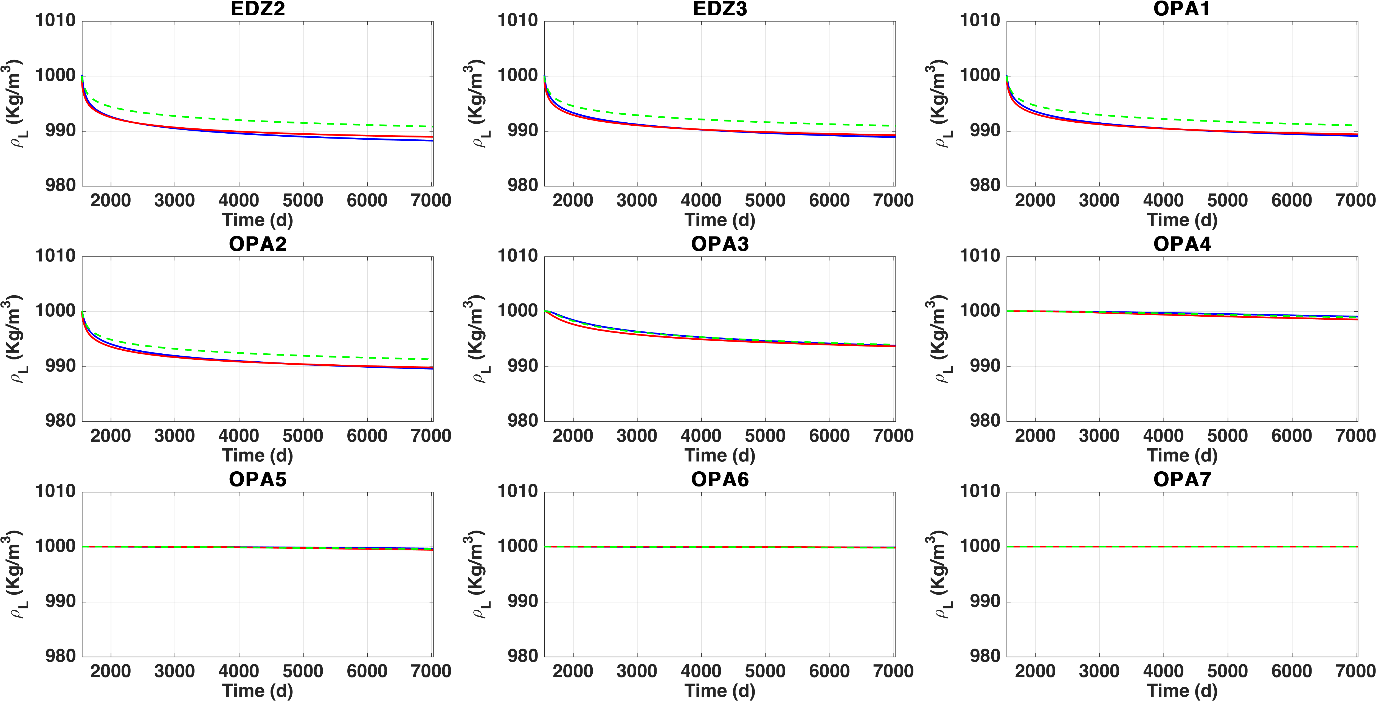 EDZ2 EDZ3 OPA1
1010 1010 1010
1000 1000 1000
990 990 990
980 980 980
ρL (Kg/m3) ρL (Kg/m3) ρL (Kg/m3)
2000 3000 4000 5000 6000 7000 2000 3000 4000 5000 6000 7000 2000 3000 4000 5000 6000 7000
Time (d) Time (d) Time (d)
OPA2 OPA3 OPA4
1010 1010 1010
1000 1000 1000
990 990 990
980 980 980
ρL (Kg/m3) ρL (Kg/m3) ρL (Kg/m3)
2000 3000 4000 5000 6000 7000 2000 3000 4000 5000 6000 7000 2000 3000 4000 5000 6000 7000
Time (d) Time (d) Time (d)
OPA5 OPA6 OPA7
1010 1010 1010
1000 1000 1000
990 990 990
980 980 980
ρL (Kg/m3) ρL (Kg/m3) ρL (Kg/m3)
2000 3000 4000 5000 6000 7000 2000 3000 4000 5000 6000 7000 2000 3000 4000 5000 6000 7000
Time (d) Time (d) Time (d)